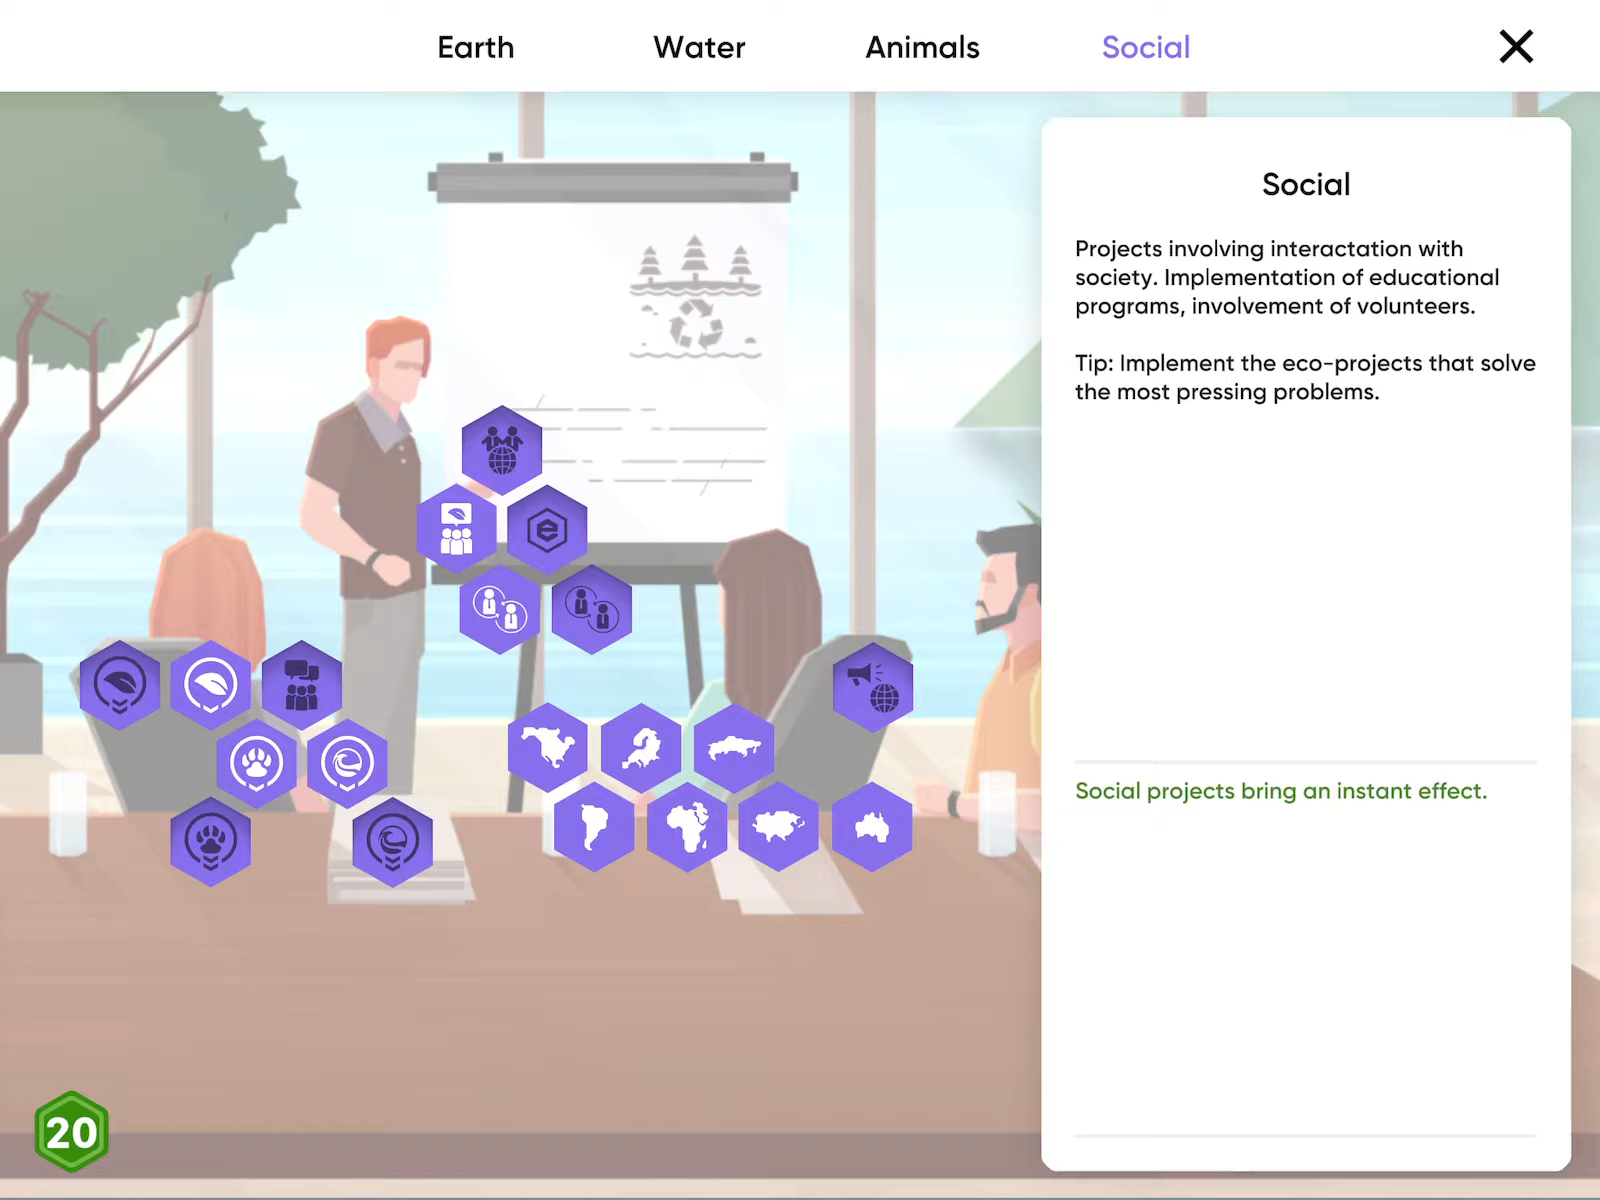 Earth
Water
Animals
Social
Social
Projects involving interactation with
society. Implementation of educational
programs, involvement of volunteers.
Tip: Implement the eco-projects that solve
the most pressing problems.
e
Social projects bring an instant effect.
20